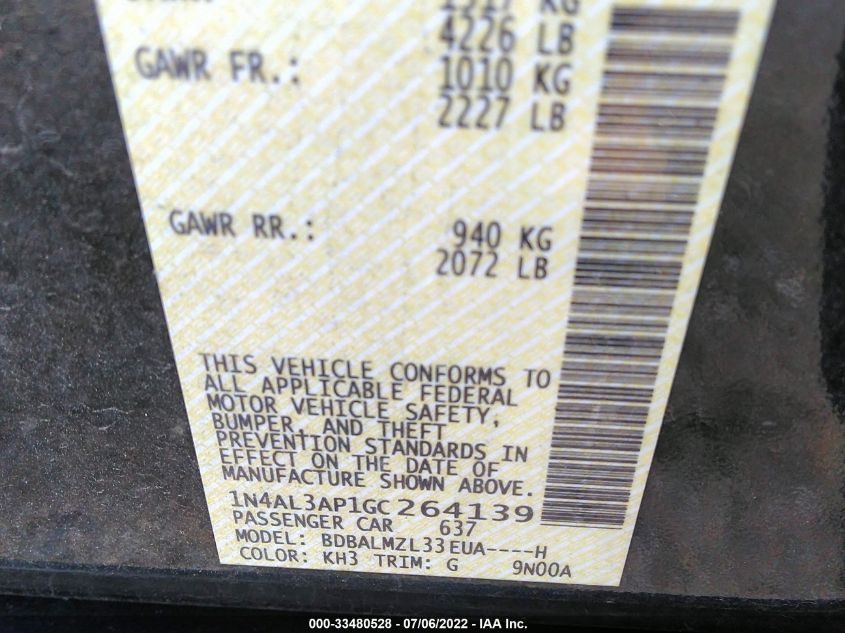 4226 LB
GAWR FR.: 1010 KG
2227 LB
GAWR RR.: 940 KG
2072 LB
THIS VEHICLE CONFORMS TO
ALL APPLICABLE FEDERAL
MOTOR VEHICLE SAFETY,
BUMPER, AND THEFT
PREVENTION STANDARDS IN
EFFECT ON THE DATE OF
MANUFACTURE SHOWN ABOVE.
1N4AL3AP1GC264139
PASSENGER CAR 637
MODEL: BDBALMZL33EUA----H
COLOR: KH3 TRIM: G 9N00A
000-33480528 - 07/06/2022 - IAA Inc.